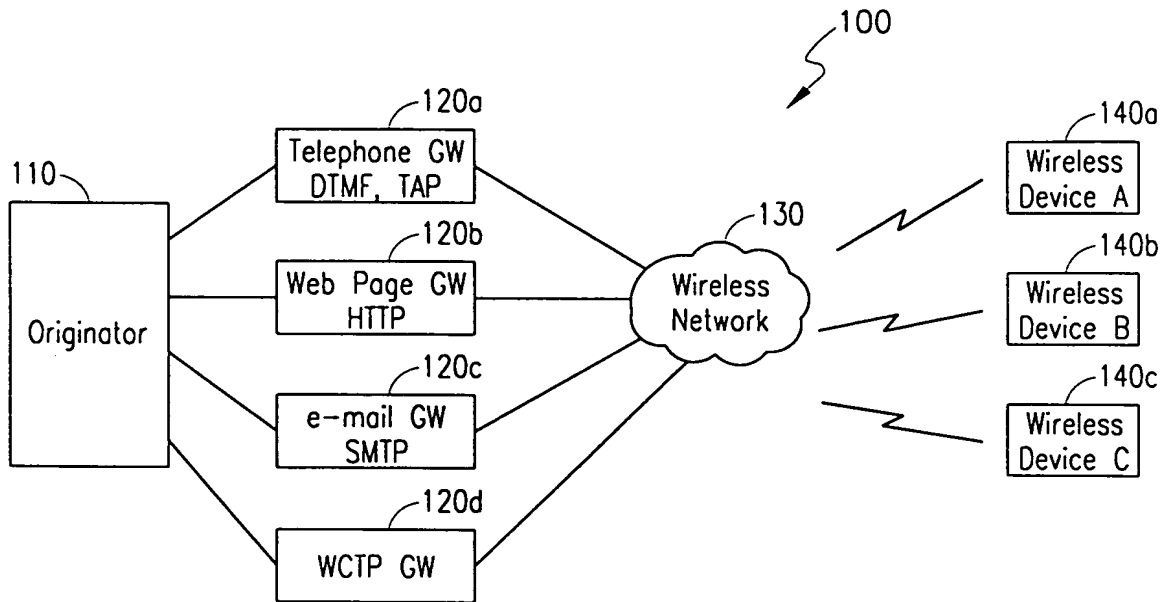 100
120a
Telephone GW
DTMF, TAP
140a
Wireless
Device A
110
Originator
120b
Web Page GW
HTTP
130
Wireless
Network
140b
Wireless
Device B
120c
e-mail GW
SMTP
140c
Wireless
Device C
120d
WCTP GW